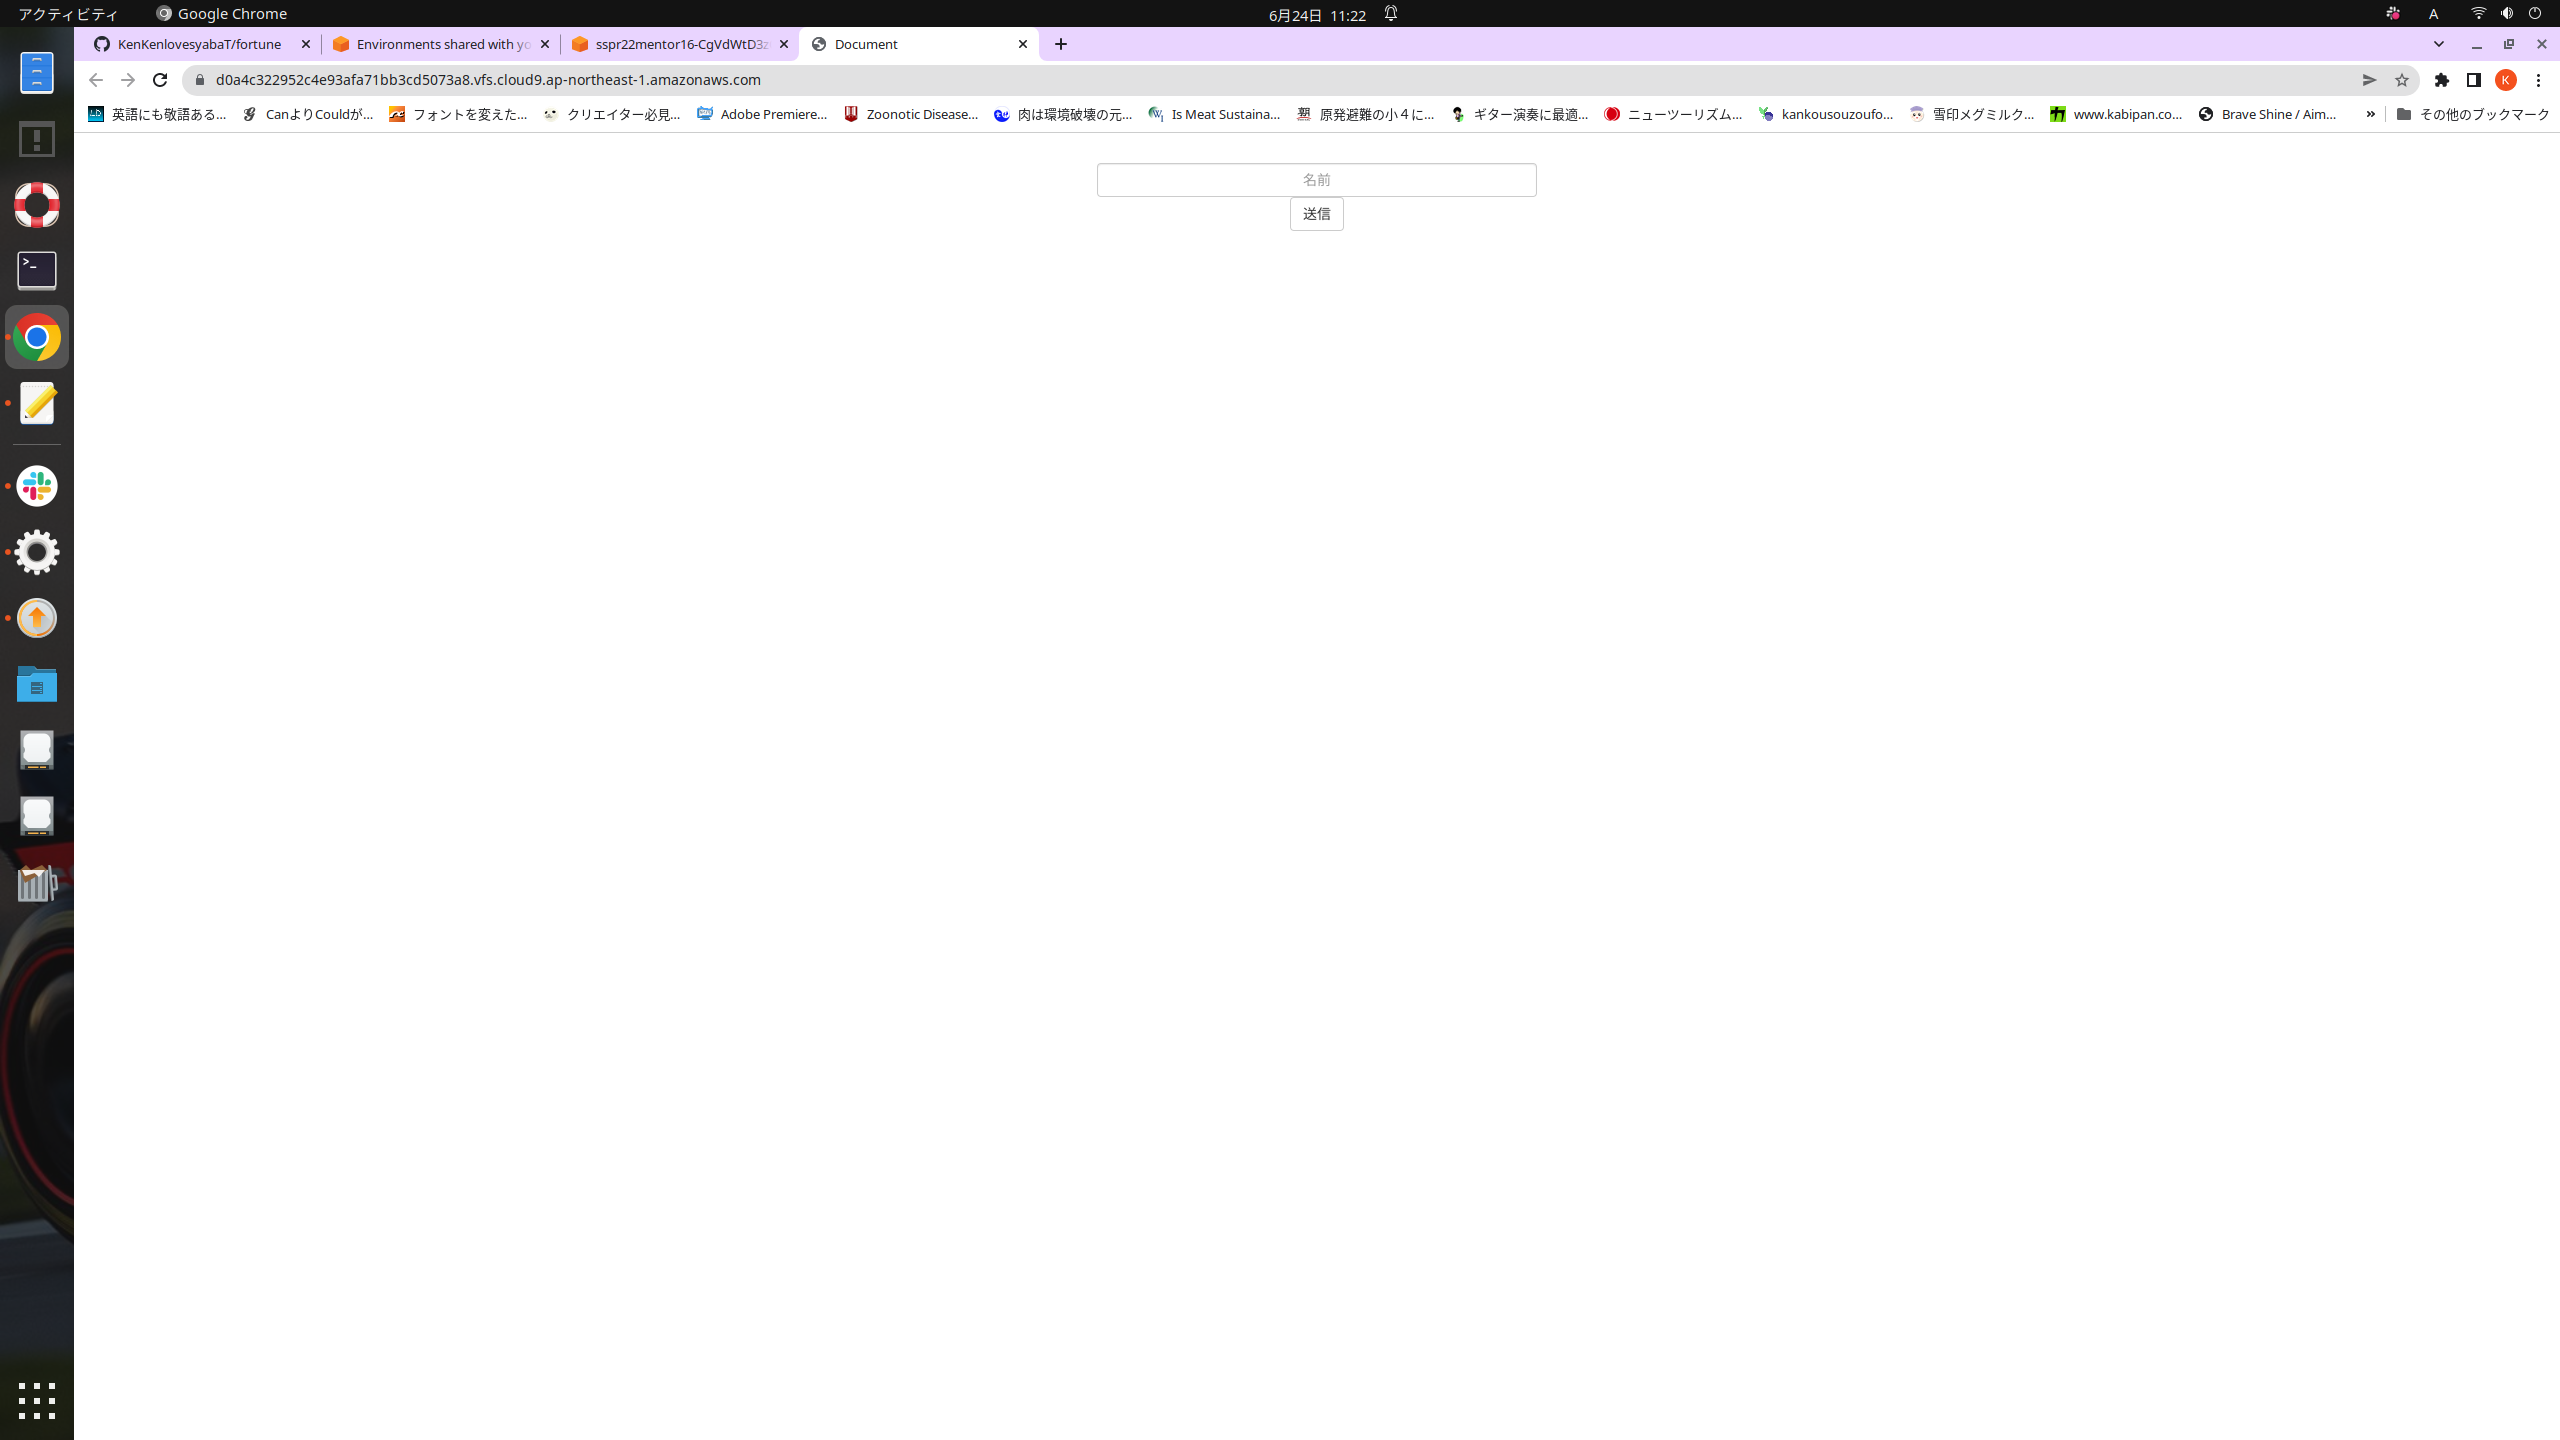 アクティビティ Google Chrome 6月24日 11:22 A
KenKenlovesyabaT/fortune Environments shared with yo sspr22mentor16-CgVdWtD3z Document
d0a4c322952c4e93afa71bb3cd5073a8.vfs.cloud9.ap-northeast-1.amazonaws.com K
英語にも敬語ある... CanよりCouldが... フォントを変えた... クリエイター必見... Adobe Premiere... Zoonotic Disease... 肉は環境破壊の元... Is Meat Sustaina... 原発避難の小４に... ギター演奏に最適... ニューツーリズム... kankousouzoufo... 雪印メグミルク... www.kabipan.co... Brave Shine / Aim... » その他のブックマーク
名前
送信